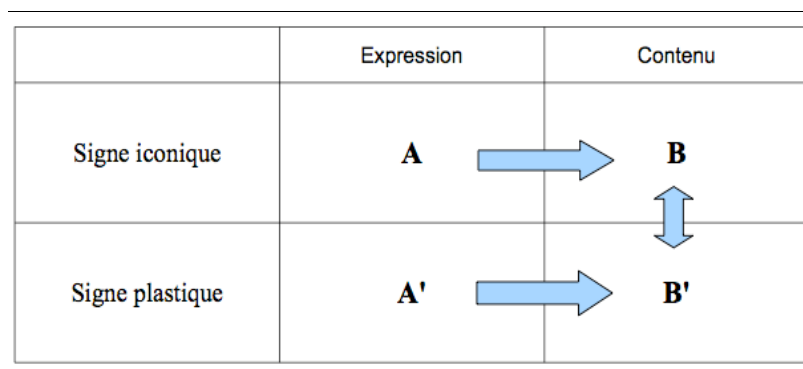 Expression Contenu
Signe iconique A B
Signe plastique A' B'